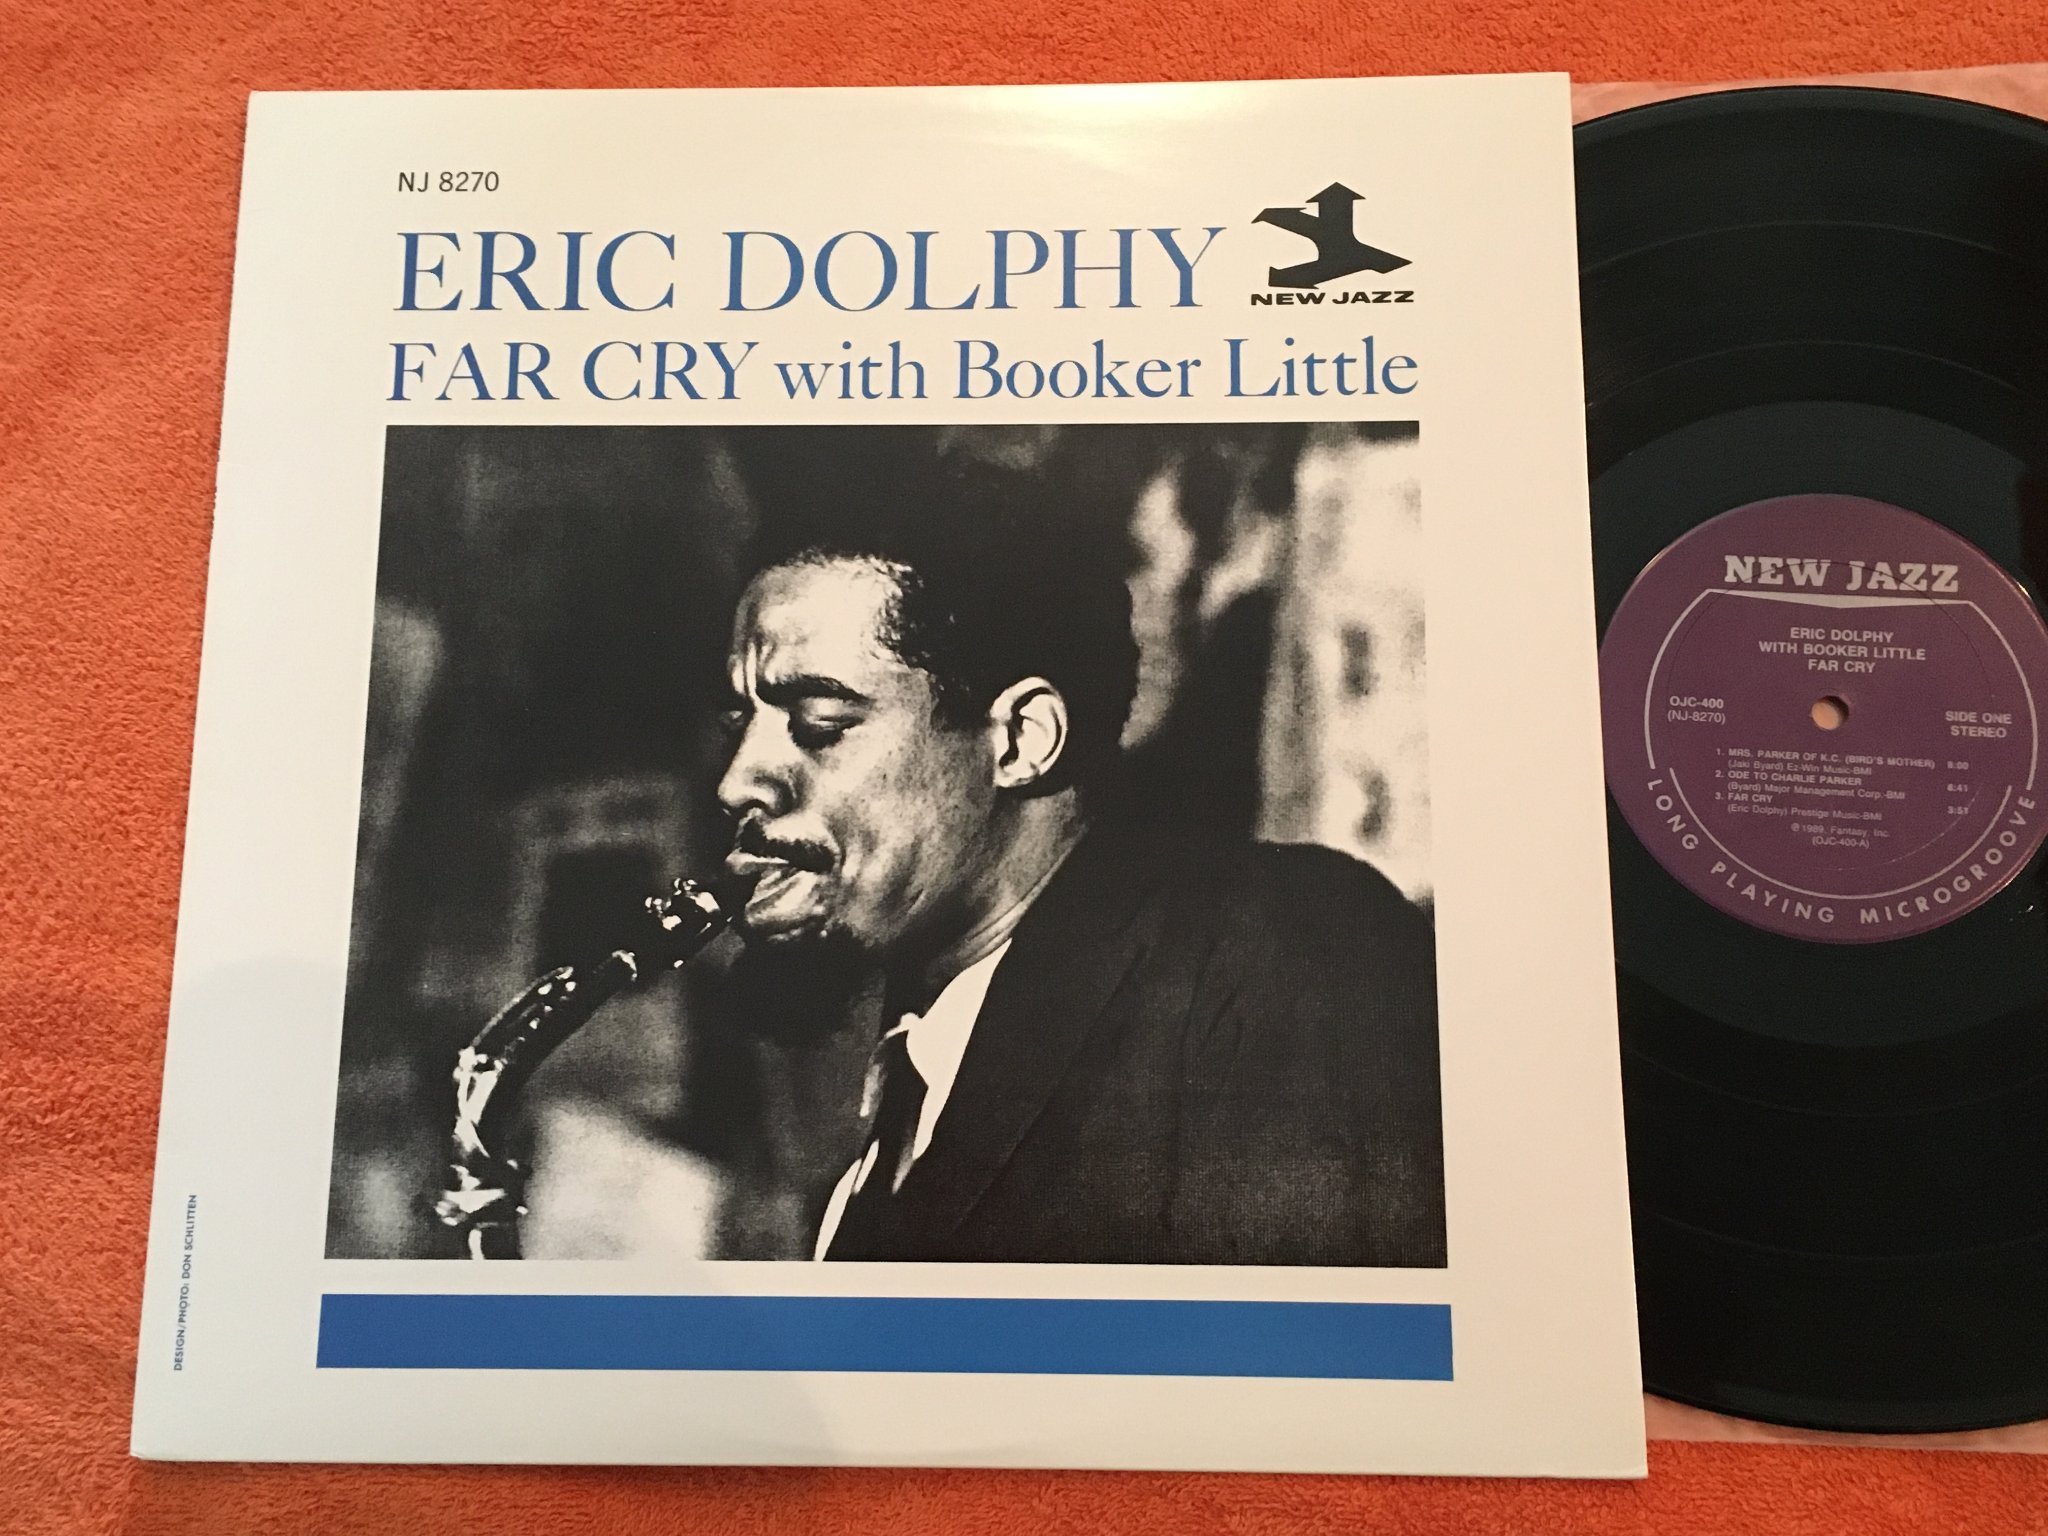 NJ 8270
ERIC DOLPHY
NEW JAZZ
FAR CRY with Booker Little
DESIGN/PHOTO: DON SCHLITTEN
NEW JAZZ
ERIC DOLPHY
WITH BOOKER LITTLE
FAR CRY
OJC-400
(NJ-8270)
SIDE ONE
STEREO
1. MRS. PARKER OF K.C. (BIRD'S MOTHER) 8:00
(Jaki Byard) Ez-Win Music-BMI
2. ODE TO CHARLIE PARKER
(Byard) Major Management Corp.-BMI 8:41
3. FAR CRY
(Eric Dolphy) Prestige Music-BMI 3:51
℗ 1989, Fantasy, Inc.
(OJC-400-A)
LONG PLAYING MICROGROOVE